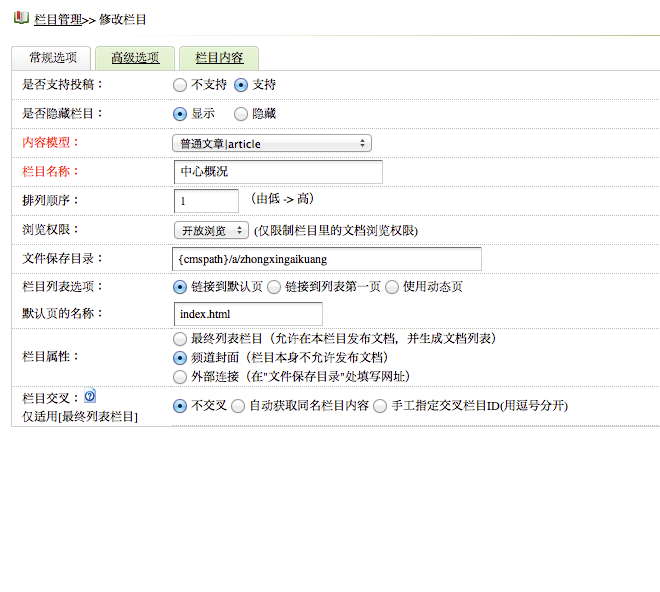 栏目管理>> 修改栏目
常规选项 高级选项 栏目内容
是否支持投稿： 不支持 支持
是否隐藏栏目： 显示 隐藏
内容模型： 普通文章|article
栏目名称： 中心概况
排列顺序： 1 （由低 -> 高）
浏览权限： 开放浏览 (仅限制栏目里的文档浏览权限)
文件保存目录： {cmspath}/a/zhongxingaikuang
栏目列表选项： 链接到默认页 链接到列表第一页 使用动态页
默认页的名称： index.html
最终列表栏目（允许在本栏目发布文档，并生成文档列表）
栏目属性： 频道封面（栏目本身不允许发布文档）
外部连接（在"文件保存目录"处填写网址）
栏目交叉：
不交叉 自动获取同名栏目内容 手工指定交叉栏目ID(用逗号分开)
仅适用[最终列表栏目]